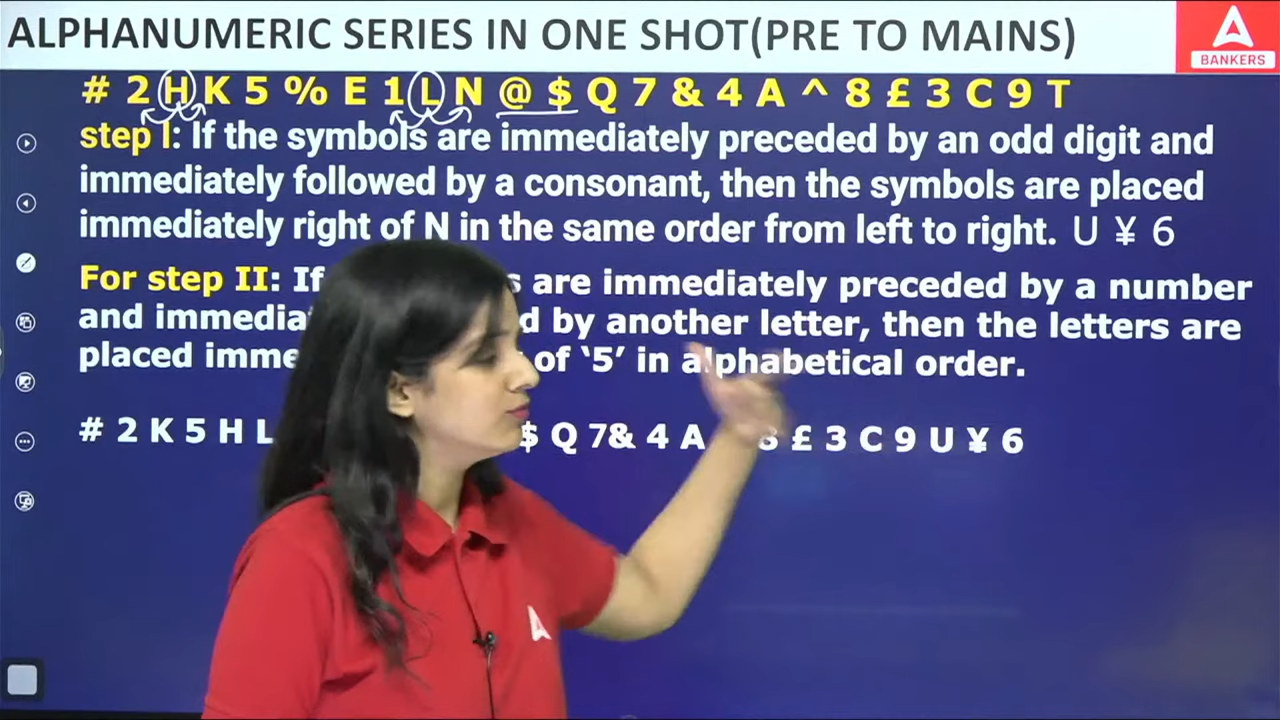 ALPHANUMERIC SERIES IN ONE SHOT(PRE TO MAINS)
A
BANKERS
# 2 H K 5 % E 1 L N @ $ Q 7 & 4 A ^ 8 £ 3 C 9 T
step I: If the symbols are immediately preceded by an odd digit and
immediately followed by a consonant, then the symbols are placed
immediately right of N in the same order from left to right. U ¥ 6
For step II: If are immediately preceded by a number
and by another letter, then the letters are
placed of ‘5’ in alphabetical order.
# 2 K 5 H L $ Q 7& 4 A 8 £ 3 C 9 U ¥ 6